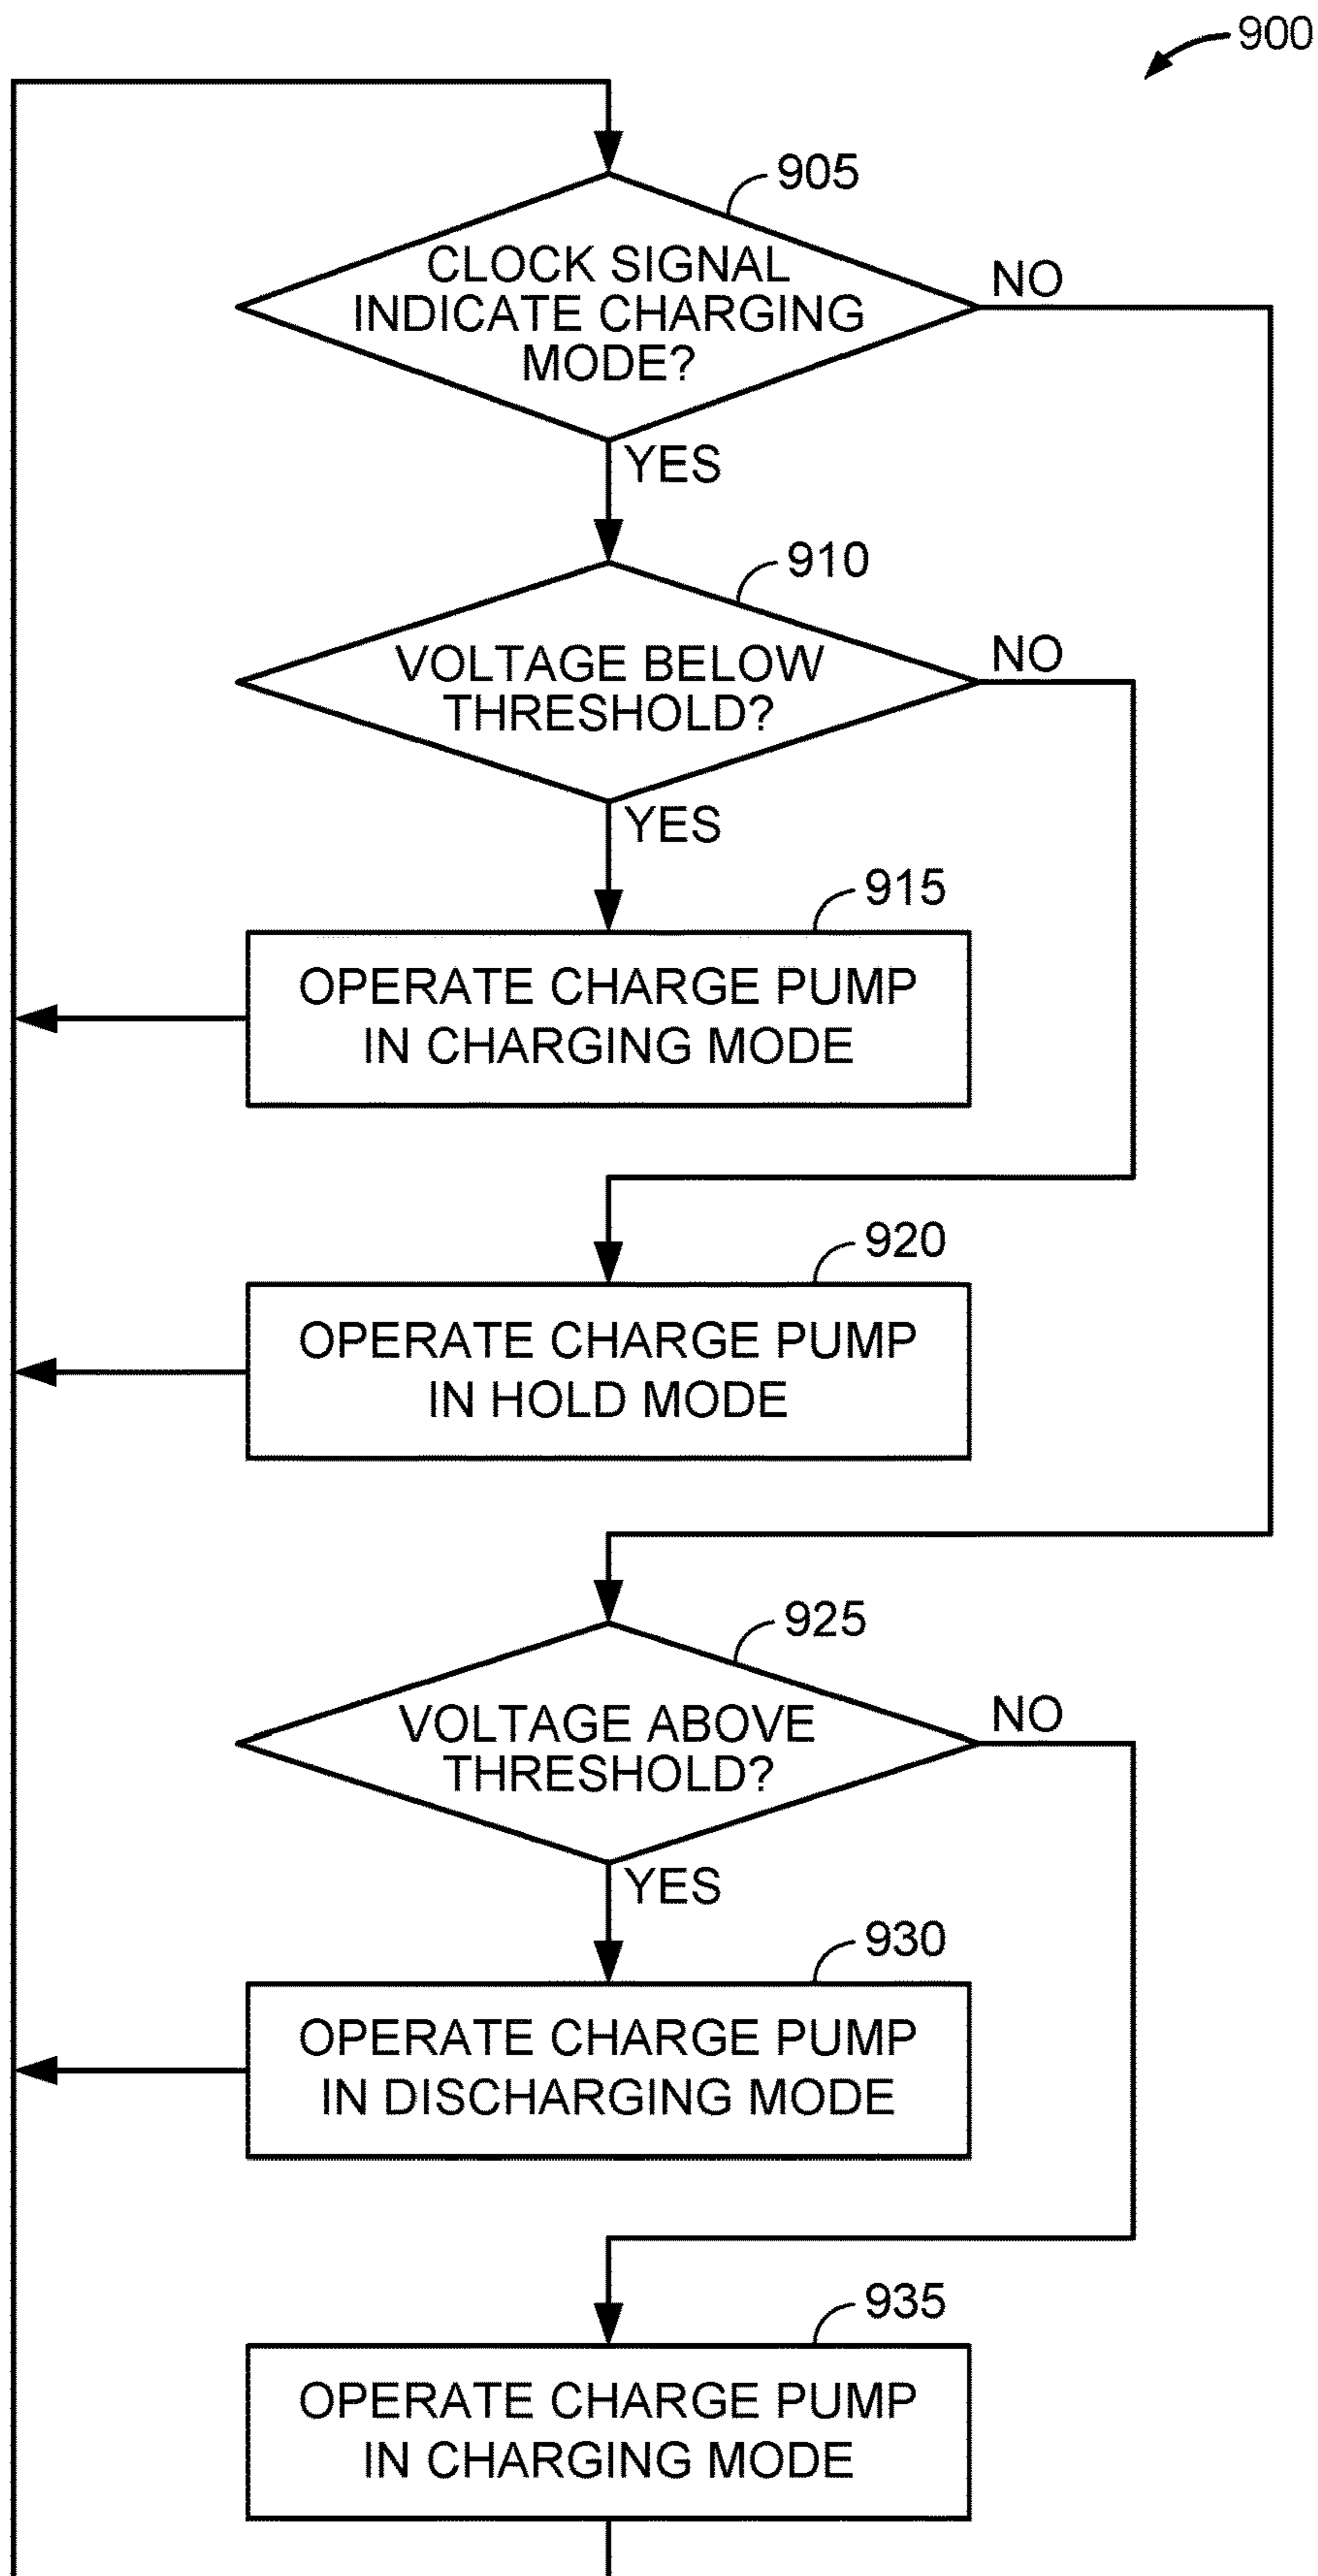 900
905
CLOCK SIGNAL
INDICATE CHARGING
MODE?
NO
YES
910
VOLTAGE BELOW
THRESHOLD?
NO
YES
915
OPERATE CHARGE PUMP
IN CHARGING MODE
920
OPERATE CHARGE PUMP
IN HOLD MODE
925
VOLTAGE ABOVE
THRESHOLD?
NO
YES
930
OPERATE CHARGE PUMP
IN DISCHARGING MODE
935
OPERATE CHARGE PUMP
IN CHARGING MODE